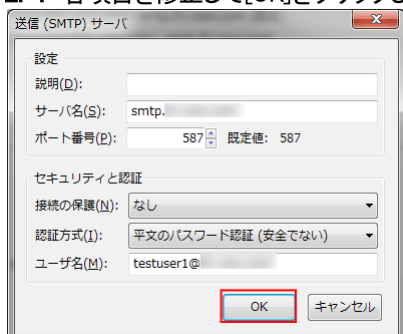 送信 (SMTP) サーバ
設定
説明(D):
サーバ名(S): smtp.
ポート番号(P): 587 既定値: 587
セキュリティと認証
接続の保護(N): なし
認証方式(I): 平文のパスワード認証 (安全でない)
ユーザ名(M): testuser1@
OK キャンセル